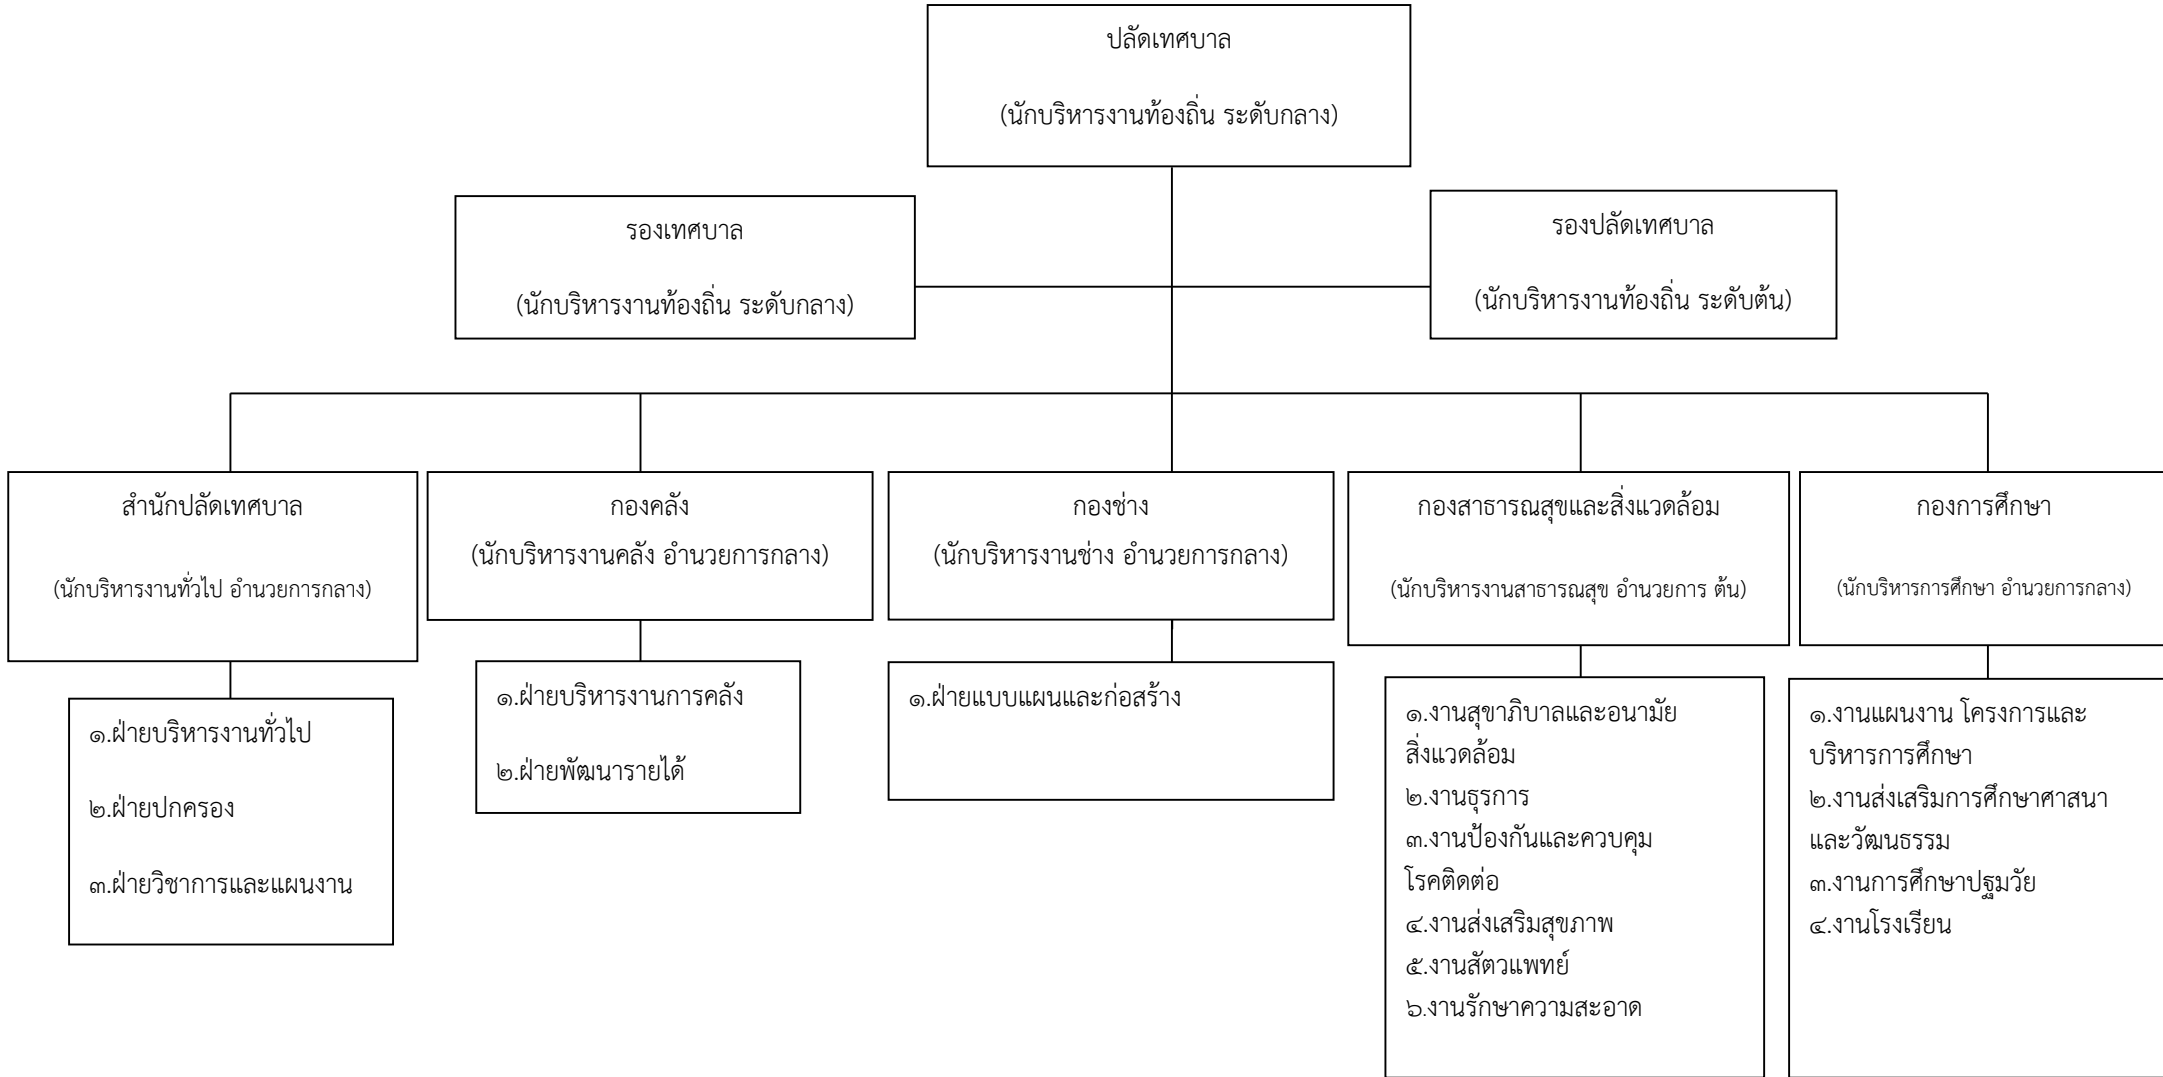 ปลัดเทศบาล
(นักบริหารงานท้องถิ่น ระดับกลาง)
รองเทศบาล
(นักบริหารงานท้องถิ่น ระดับกลาง)
รองปลัดเทศบาล
(นักบริหารงานท้องถิ่น ระดับต้น)
สำนักปลัดเทศบาล
(นักบริหารงานทั่วไป อำนวยการกลาง)
กองคลัง
(นักบริหารงานคลัง อำนวยการกลาง)
กองช่าง
(นักบริหารงานช่าง อำนวยการกลาง)
กองสาธารณสุขและสิ่งแวดล้อม
(นักบริหารงานสาธารณสุข อำนวยการ ต้น)
กองการศึกษา
(นักบริหารการศึกษา อำนวยการกลาง)
๑.ฝ่ายบริหารงานทั่วไป
๒.ฝ่ายปกครอง
๓.ฝ่ายวิชาการและแผนงาน
๑.ฝ่ายบริหารงานการคลัง
๒.ฝ่ายพัฒนารายได้
๑.ฝ่ายแบบแผนและก่อสร้าง
๑.งานสุขาภิบาลและอนามัย
สิ่งแวดล้อม
๒.งานธุรการ
๓.งานป้องกันและควบคุม
โรคติดต่อ
๔.งานส่งเสริมสุขภาพ
๕.งานสัตวแพทย์
๖.งานรักษาความสะอาด
๑.งานแผนงาน โครงการและ
บริหารการศึกษา
๒.งานส่งเสริมการศึกษาศาสนา
และวัฒนธรรม
๓.งานการศึกษาปฐมวัย
๔.งานโรงเรียน